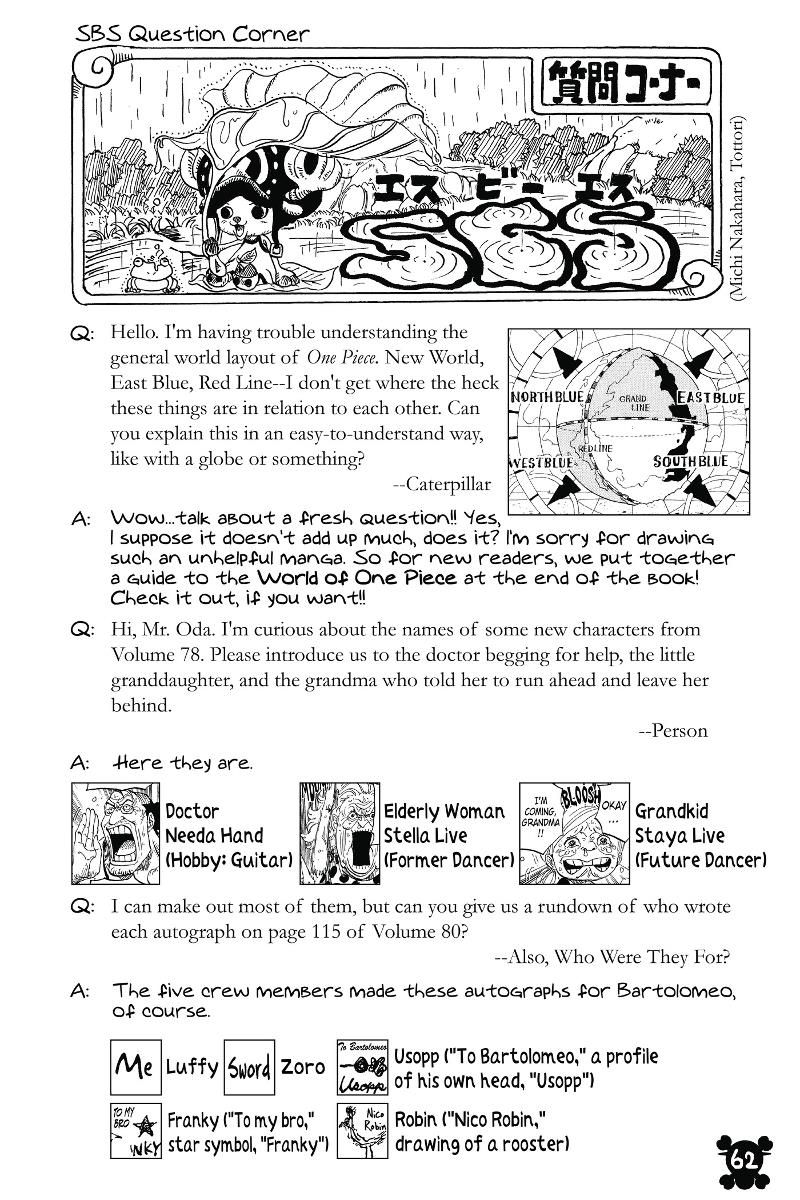 SBS Question Corner
質問コーナー
エス ビー エス
SBS
(Michi Nakahara, Tottori)
Q: Hello. I'm having trouble understanding the
general world layout of One Piece. New World,
East Blue, Red Line--I don't get where the heck
these things are in relation to each other. Can
you explain this in an easy-to-understand way,
like with a globe or something?
--Caterpillar
NORTH BLUE
GRAND
LINE
EAST BLUE
RED LINE
WEST BLUE
SOUTH BLUE
A: Wow...talk about a fresh question!! Yes,
I suppose it doesn't add up much, does it? I'm sorry for drawing
such an unhelpful manga. So for new readers, we put together
a guide to the World of One Piece at the end of the book!
Check it out, if you want!!
Q: Hi, Mr. Oda. I'm curious about the names of some new characters from
Volume 78. Please introduce us to the doctor begging for help, the little
granddaughter, and the grandma who told her to run ahead and leave her
behind.
--Person
A: Here they are.
Doctor
Needa Hand
(Hobby: Guitar)
Elderly Woman
Stella Live
(Former Dancer)
I'M
COMING,
GRANDMA
!!
BLOOSH
OKAY
...
Grandkid
Staya Live
(Future Dancer)
Q: I can make out most of them, but can you give us a rundown of who wrote
each autograph on page 115 of Volume 80?
--Also, Who Were They For?
A: The five crew members made these autographs for Bartolomeo,
of course.
Me
Luffy
Sword
Zoro
To Bartolomeo
Usopp
Usopp ("To Bartolomeo," a profile
of his own head, "Usopp")
TO MY
BRO
NKY
Franky ("To my bro,"
star symbol, "Franky")
Nico
Robin
Robin ("Nico Robin,"
drawing of a rooster)
62